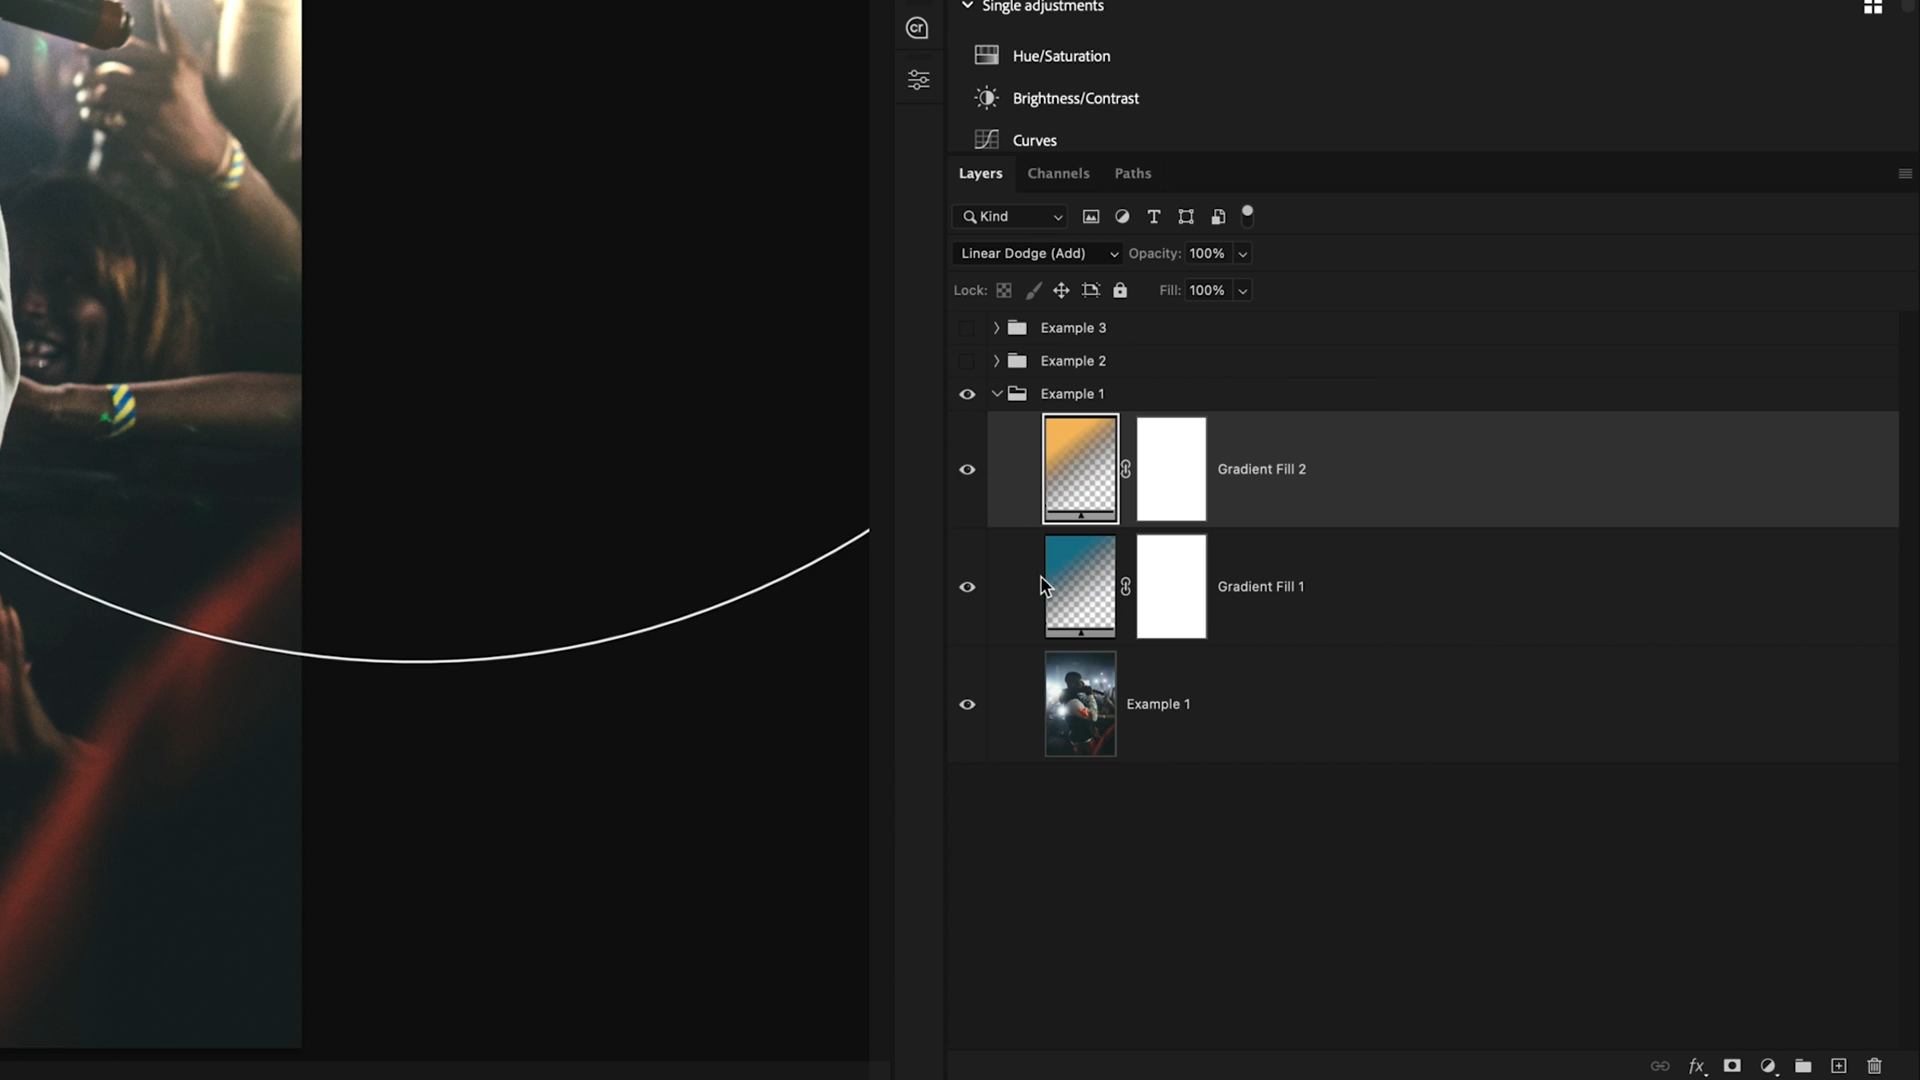 Single adjustments
Hue/Saturation
Brightness/Contrast
Curves
Layers Channels Paths
Kind
Linear Dodge (Add) Opacity: 100%
Lock: Fill: 100%
Example 3
Example 2
Example 1
Gradient Fill 2
Gradient Fill 1
Example 1
fx